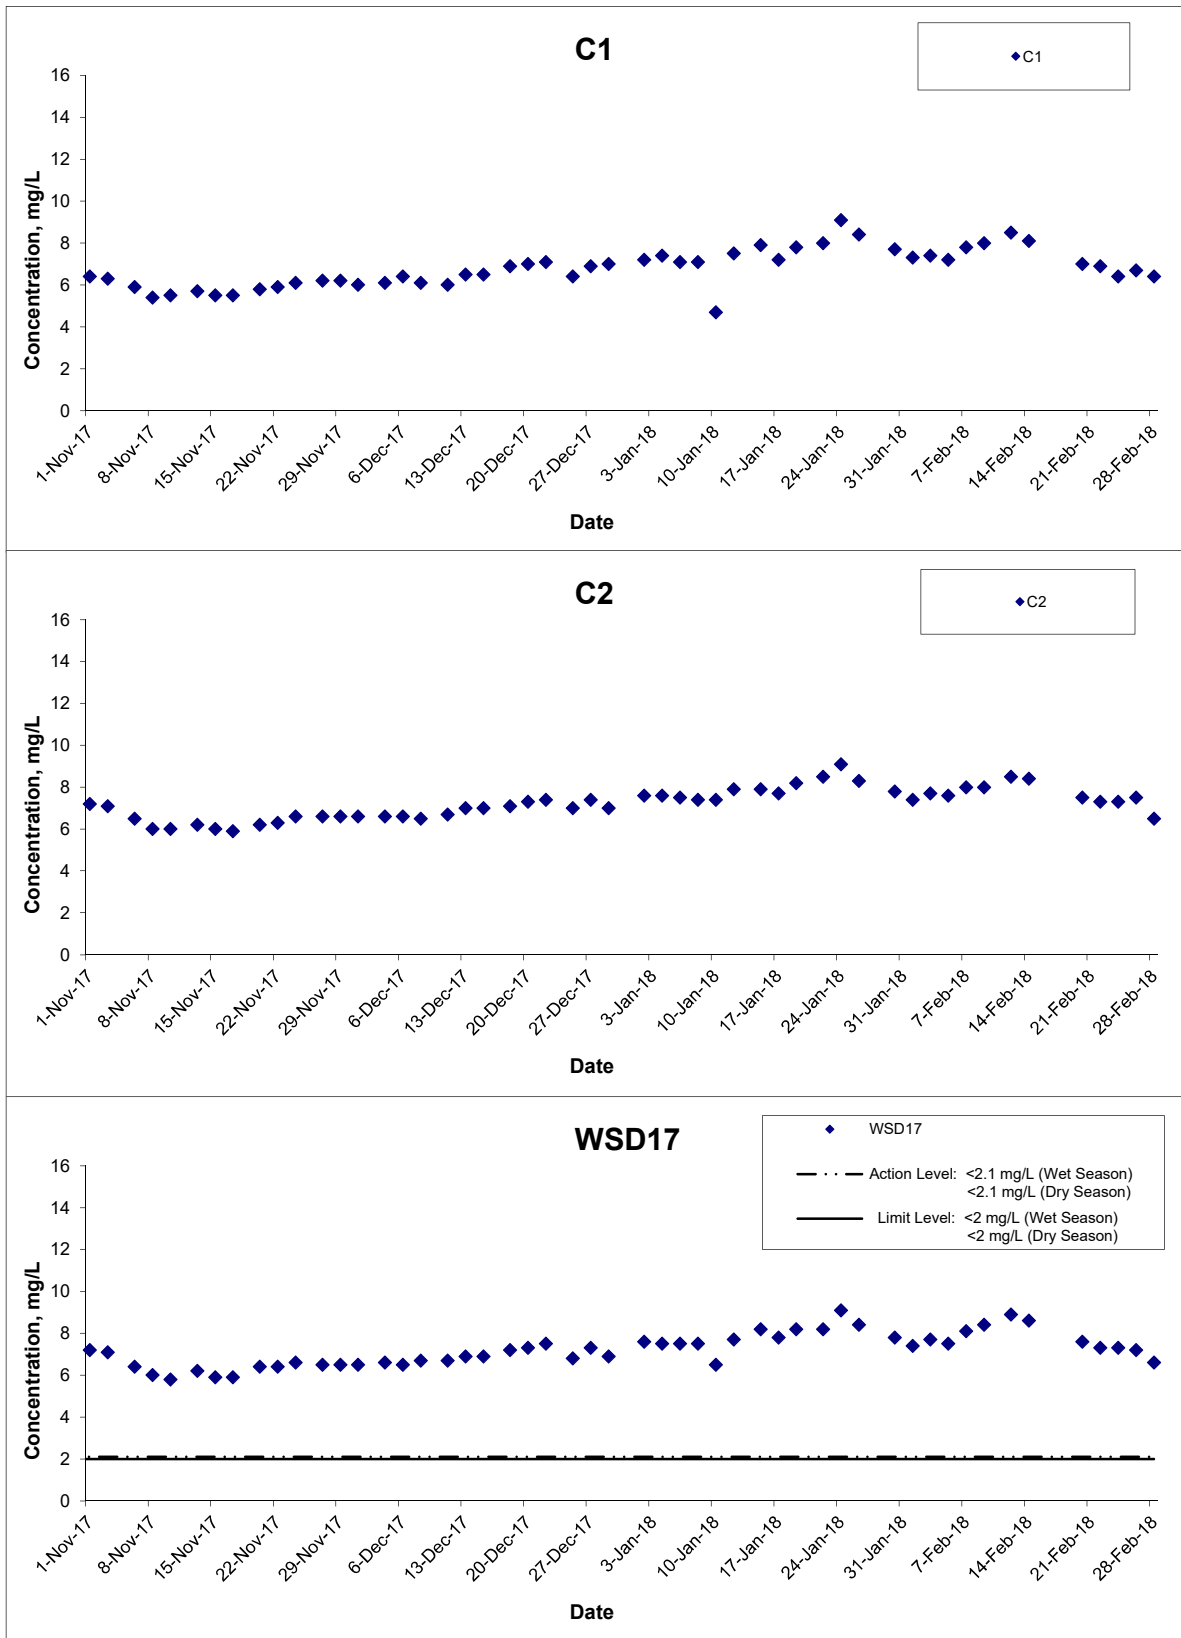 C1
C1
16
14
12
10
8
6
4
2
0
Concentration, mg/L
1-Nov-17
8-Nov-17
15-Nov-17
22-Nov-17
29-Nov-17
6-Dec-17
13-Dec-17
20-Dec-17
27-Dec-17
3-Jan-18
10-Jan-18
17-Jan-18
24-Jan-18
31-Jan-18
7-Feb-18
14-Feb-18
21-Feb-18
28-Feb-18
Date
C2
C2
16
14
12
10
8
6
4
2
0
Concentration, mg/L
1-Nov-17
8-Nov-17
15-Nov-17
22-Nov-17
29-Nov-17
6-Dec-17
13-Dec-17
20-Dec-17
27-Dec-17
3-Jan-18
10-Jan-18
17-Jan-18
24-Jan-18
31-Jan-18
7-Feb-18
14-Feb-18
21-Feb-18
28-Feb-18
Date
WSD17
WSD17
Action Level: <2.1 mg/L (Wet Season)
<2.1 mg/L (Dry Season)
Limit Level: <2 mg/L (Wet Season)
<2 mg/L (Dry Season)
16
14
12
10
8
6
4
2
0
Concentration, mg/L
1-Nov-17
8-Nov-17
15-Nov-17
22-Nov-17
29-Nov-17
6-Dec-17
13-Dec-17
20-Dec-17
27-Dec-17
3-Jan-18
10-Jan-18
17-Jan-18
24-Jan-18
31-Jan-18
7-Feb-18
14-Feb-18
21-Feb-18
28-Feb-18
Date